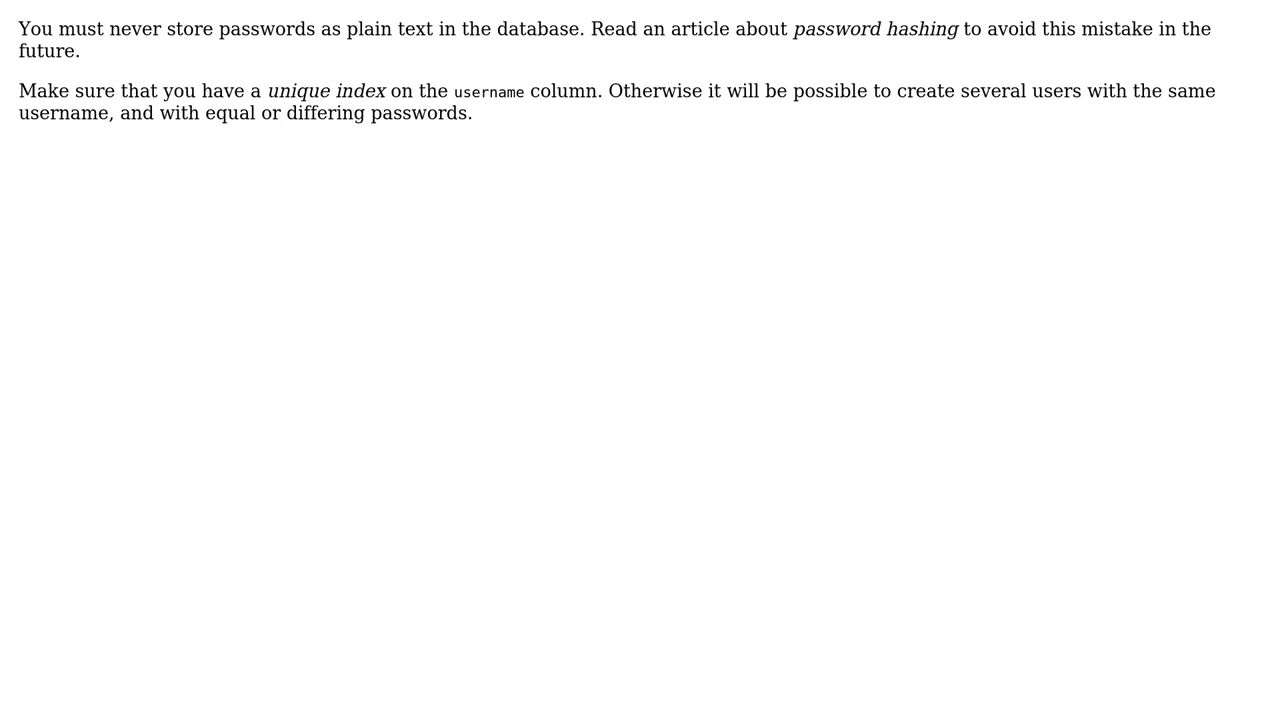 You must never store passwords as plain text in the database. Read an article about password hashing to avoid this mistake in the
future.
Make sure that you have a unique index on the username column. Otherwise it will be possible to create several users with the same
username, and with equal or differing passwords.